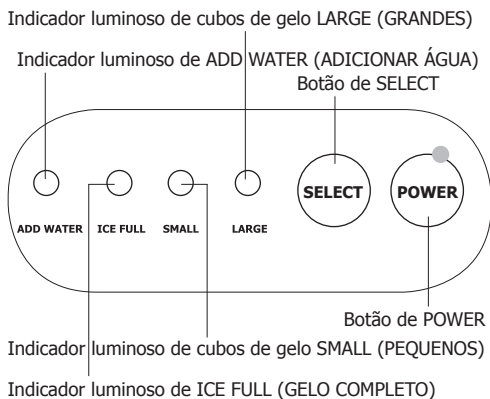 Indicador luminoso de cubos de gelo LARGE (GRANDES)
Indicador luminoso de ADD WATER (ADICIONAR ÁGUA)
Botão de SELECT
SELECT
POWER
ADD WATER
ICE FULL
SMALL
LARGE
Botão de POWER
Indicador luminoso de cubos de gelo SMALL (PEQUENOS)
Indicador luminoso de ICE FULL (GELO COMPLETO)